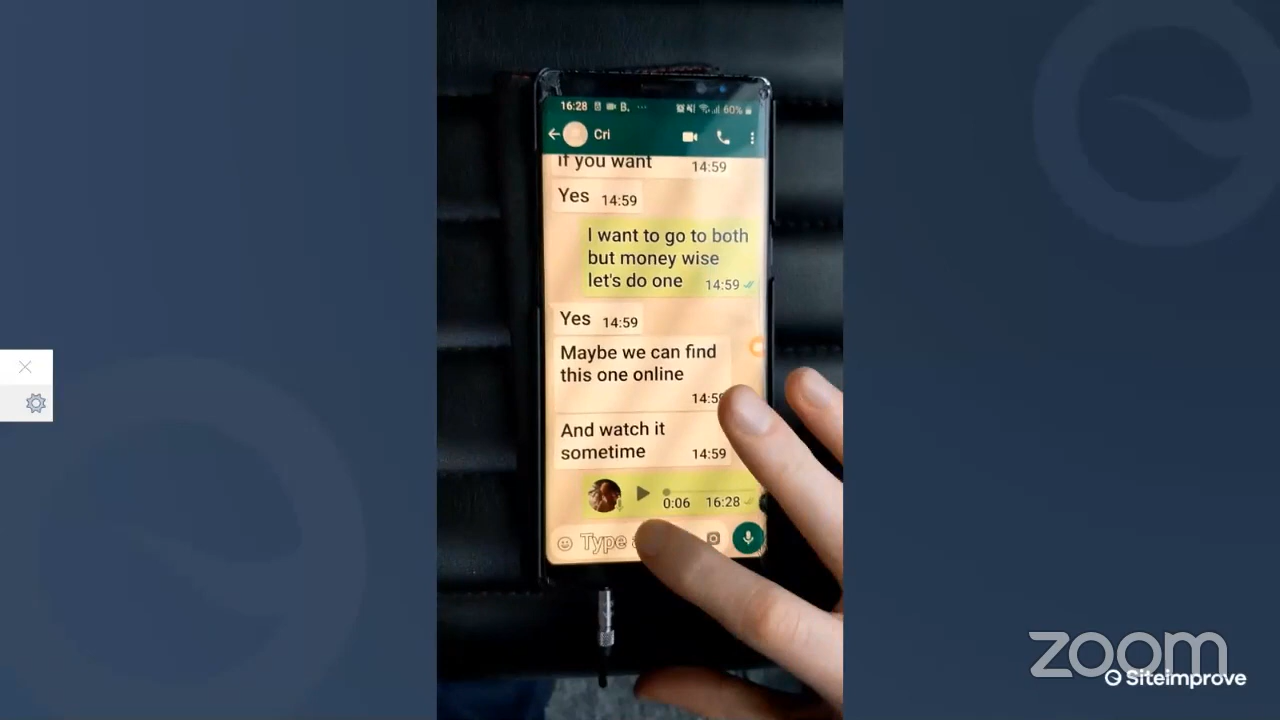 16:28 B. ... 60%
Cri
if you want 14:59
Yes 14:59
I want to go to both
but money wise
let's do one 14:59
Yes 14:59
Maybe we can find
this one online
14:59
And watch it
sometime 14:59
0:06 16:28
Type
zoom
Siteimprove